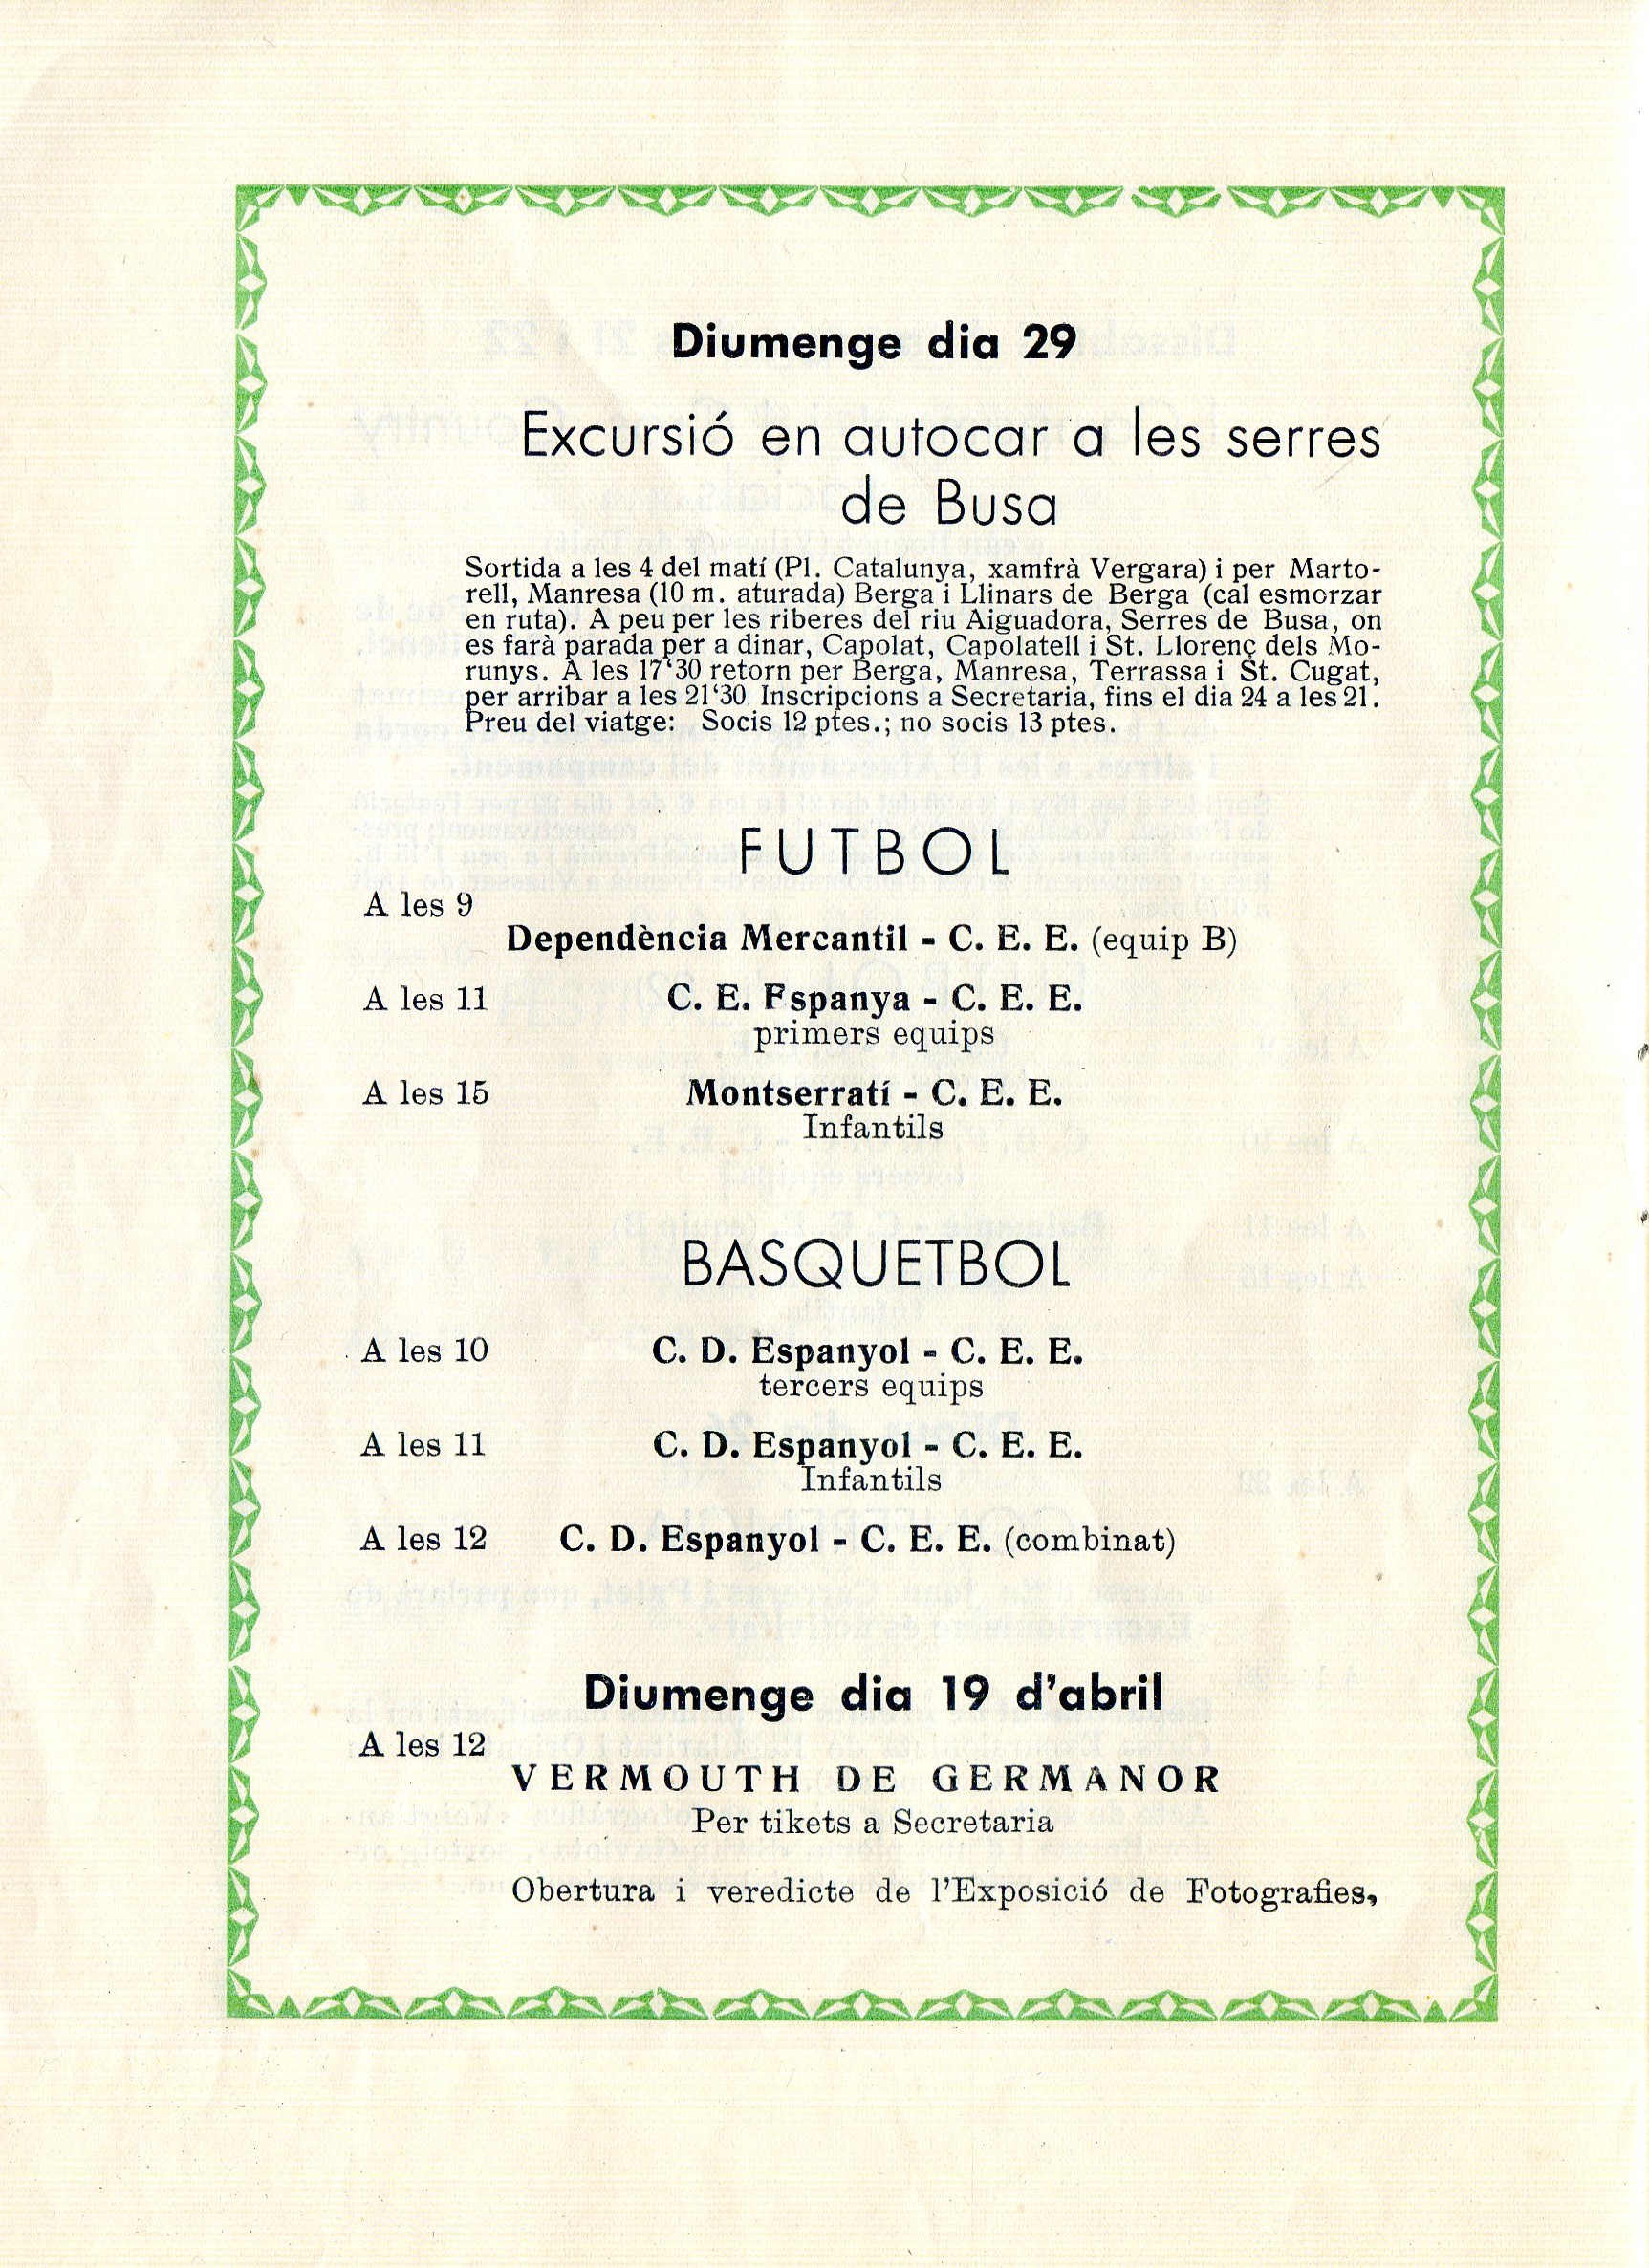 Diumenge dia 29
Excursió en autocar a les serres
de Busa
Sortida a les 4 del matí (Pl. Catalunya, xamfrà Vergara) i per Marto-
rell, Manresa (10 m. aturada) Berga i Llinars de Berga (cal esmorzar
en ruta). A peu per les riberes del riu Aiguadora, Serres de Busa, on
es farà parada per a dinar, Capolat, Capolatell i St. Llorenç dels Mo-
runys. A les 17‘30 retorn per Berga, Manresa, Terrassa i St. Cugat,
per arribar a les 21‘30. Inscripcions a Secretaria, fins el dia 24 a les 21.
Preu del viatge: Socis 12 ptes.; no socis 13 ptes.
FUTBOL
A les 9
Dependència Mercantil - C. E. E. (equip B)
A les 11 C. E. Fspanya - C. E. E.
primers equips
A les 15 Montserratí - C. E. E.
Infantils
BASQUETBOL
A les 10 C. D. Espanyol - C. E. E.
tercers equips
A les 11 C. D. Espanyol - C. E. E.
Infantils
A les 12 C. D. Espanyol - C. E. E. (combinat)
Diumenge dia 19 d'abril
A les 12
VERMOUTH DE GERMANOR
Per tikets a Secretaria
Obertura i veredicte de l'Exposició de Fotografies,